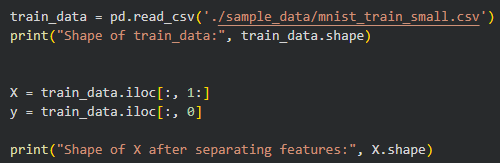 train_data = pd.read_csv('./sample_data/mnist_train_small.csv')
print("Shape of train_data:", train_data.shape)
X = train_data.iloc[:, 1:]
y = train_data.iloc[:, 0]
print("Shape of X after separating features:", X.shape)